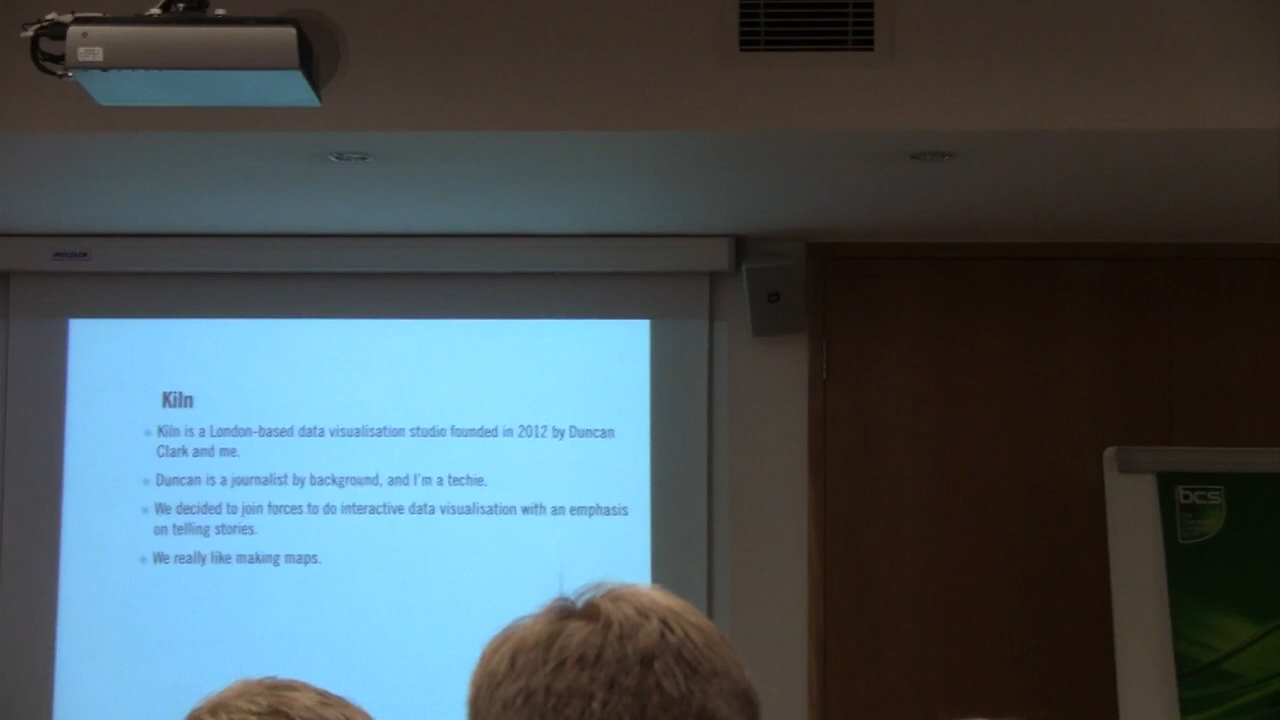 PROCOLOR
Kiln
Kiln is a London-based data visualisation studio founded in 2012 by Duncan
Clark and me.
Duncan is a journalist by background, and I'm a techie.
We decided to join forces to do interactive data visualisation with an emphasis
on telling stories.
We really like making maps.
bcs